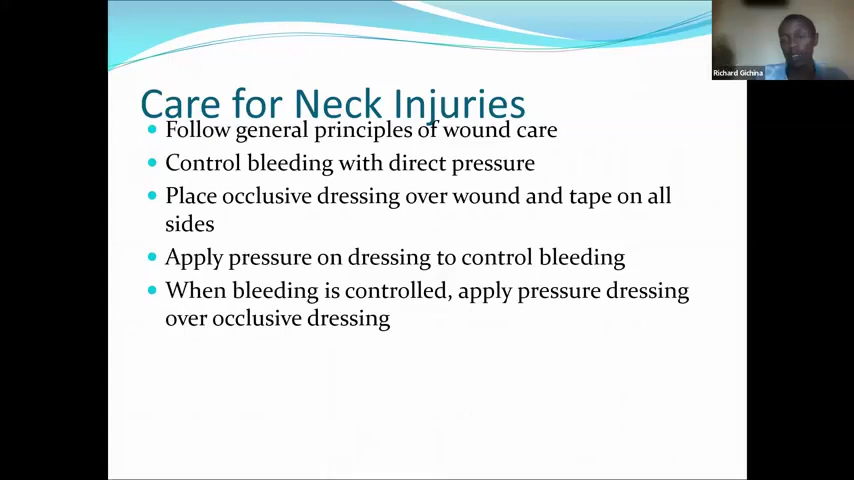 Richard Gichina
Care for Neck Injuries
Follow general principles of wound care
Control bleeding with direct pressure
Place occlusive dressing over wound and tape on all
sides
Apply pressure on dressing to control bleeding
When bleeding is controlled, apply pressure dressing
over occlusive dressing